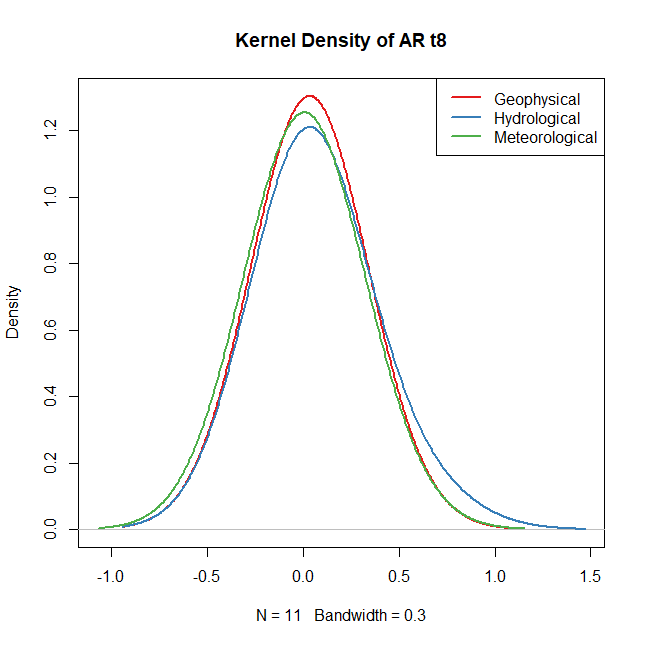 Kernel Density of AR t8
Geophysical
Hydrological
Meteorological
Density
0.0
0.2
0.4
0.6
0.8
1.0
1.2
-1.0
-0.5
0.0
0.5
1.0
1.5
N = 11 Bandwidth = 0.3